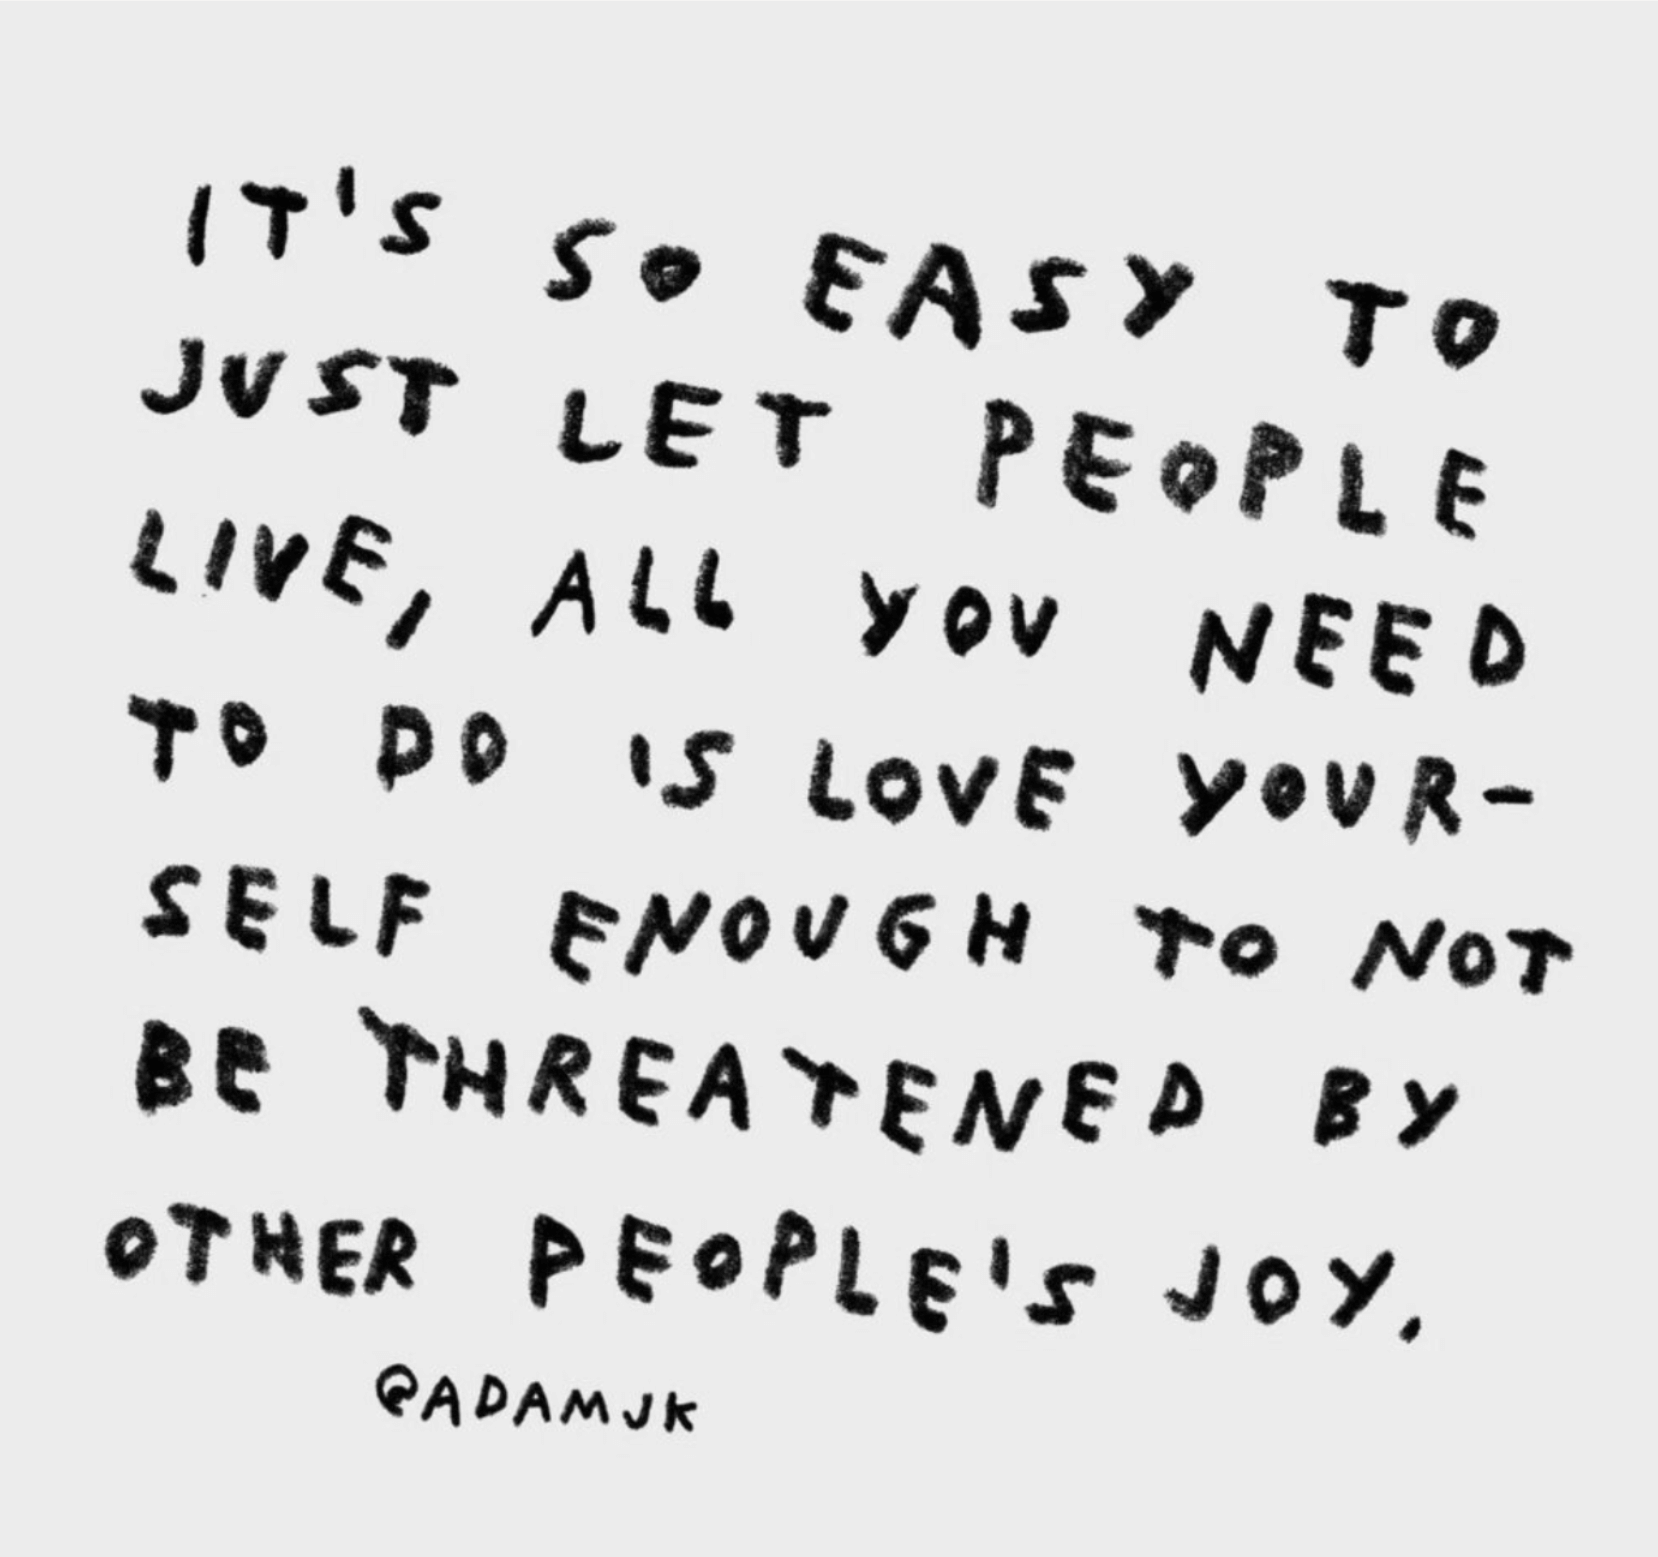 IT'S SO EASY TO
JUST LET PEOPLE
LIVE, ALL YOU NEED
TO DO IS LOVE YOUR-
SELF ENOUGH TO NOT
BE THREATENED BY
OTHER PEOPLE'S JOY.
@ADAMJK